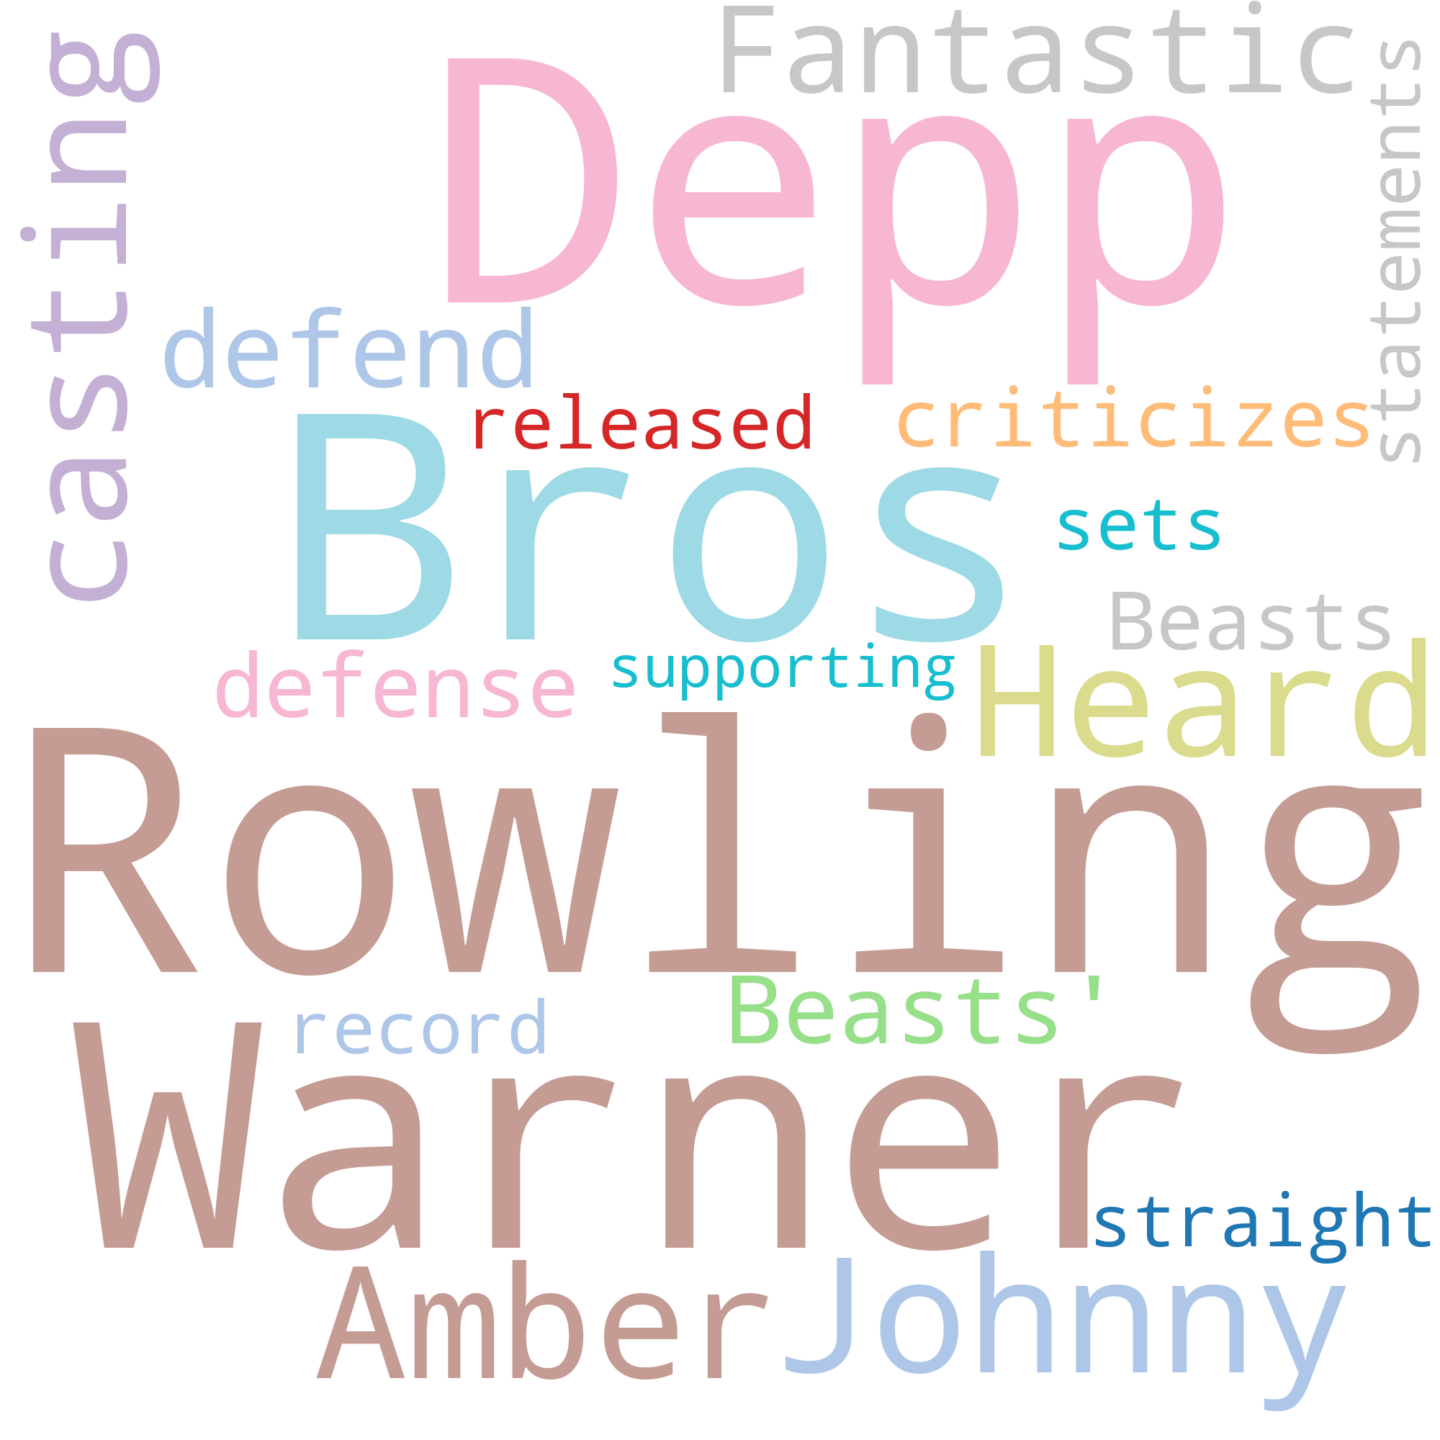 Fantastic
casting
statements
Depp
defend
released
criticizes
Bros
sets
Beasts
defense
supporting
Heard
Rowling
record
Beasts'
Warner
straight
Amber
Johnny